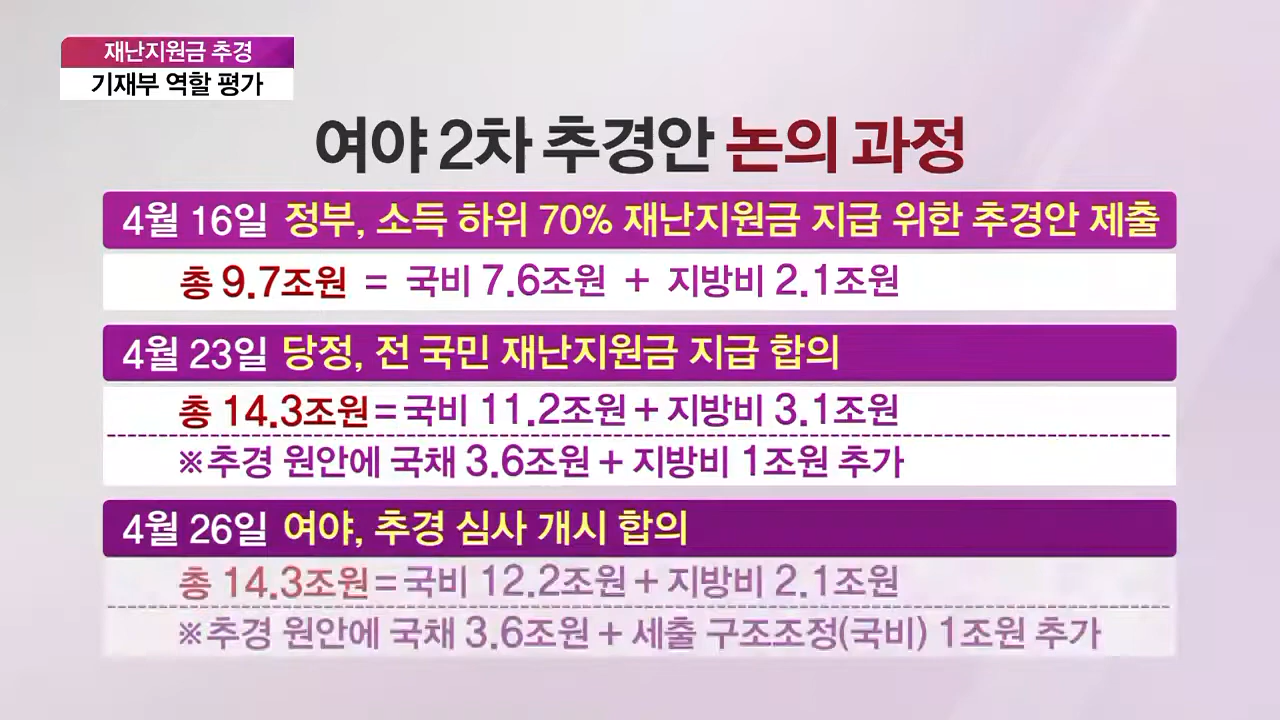 재난지원금 추경
기재부 역할 평가
여야 2차 추경안 논의 과정
4월 16일 정부, 소득 하위 70% 재난지원금 지급 위한 추경안 제출
총 9.7조원 = 국비 7.6조원 + 지방비 2.1조원
4월 23일 당정, 전 국민 재난지원금 지급 합의
총 14.3조원=국비 11.2조원+지방비 3.1조원
※추경 원안에 국채 3.6조원+지방비 1조원 추가
4월 26일 여야, 추경 심사 개시 합의
총 14.3조원=국비 12.2조원+지방비 2.1조원
※추경 원안에 국채 3.6조원+세출 구조조정(국비) 1조원 추가